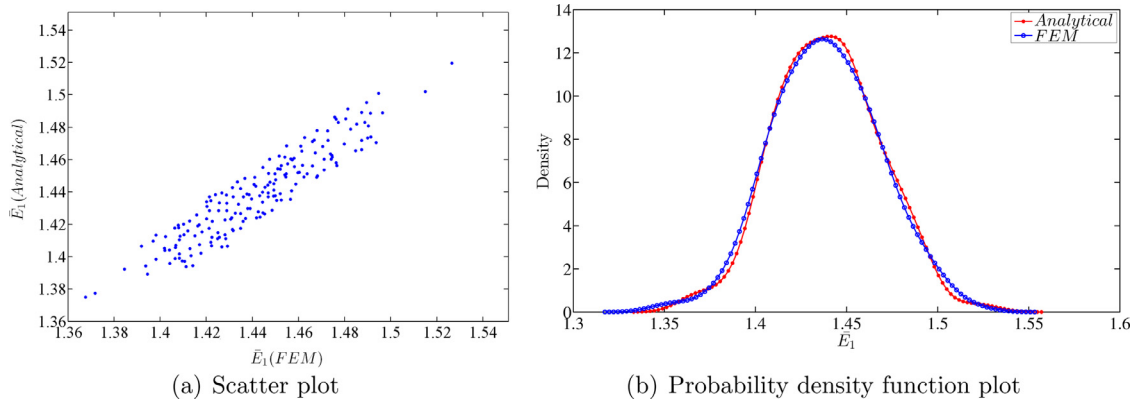 1.54
1.52
1.5
1.48
1.46
1.44
1.42
1.4
1.38
1.36
Ē₁(Analytical)
1.36 1.38 1.4 1.42 1.44 1.46 1.48 1.5 1.52 1.54
Ē₁(FEM)
(a) Scatter plot
14
12
10
8
6
4
2
0
Density
Analytical
FEM
1.3 1.35 1.4 1.45 1.5 1.55 1.6
Ē₁
(b) Probability density function plot